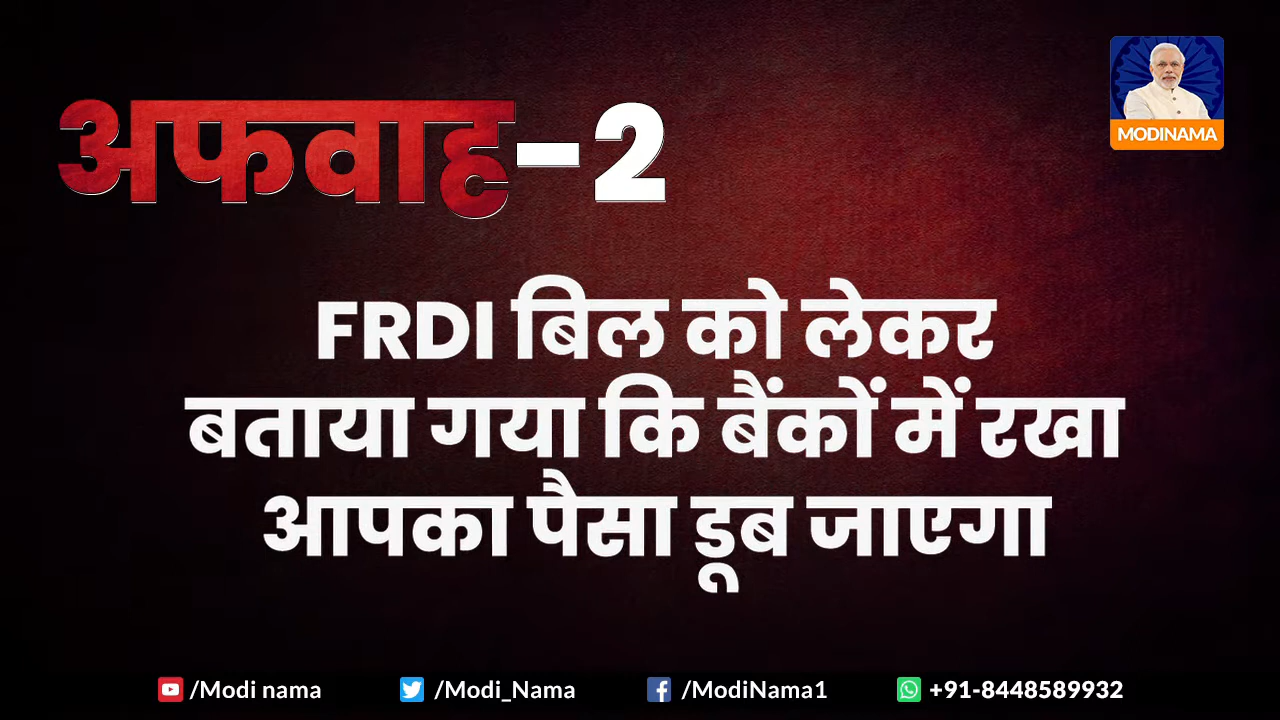 अफवाह-2
MODINAMA
FRDI बिल को लेकर
बताया गया कि बैंकों में रखा
आपका पैसा डूब जाएगा
/Modi nama
/Modi_Nama
/ModiNama1
+91-8448589932